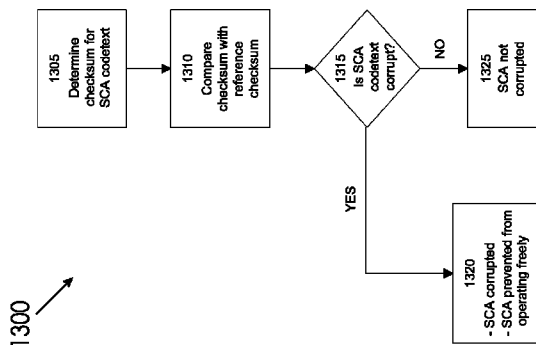 1300
1305
Determine
checksum for
SCA codetext
1310
Compare
checksum with
reference
checksum
1315
Is SCA
codetext
corrupt?
NO
1325
SCA not
corrupted
YES
1320
- SCA corrupted
- SCA prevented from
operating freely